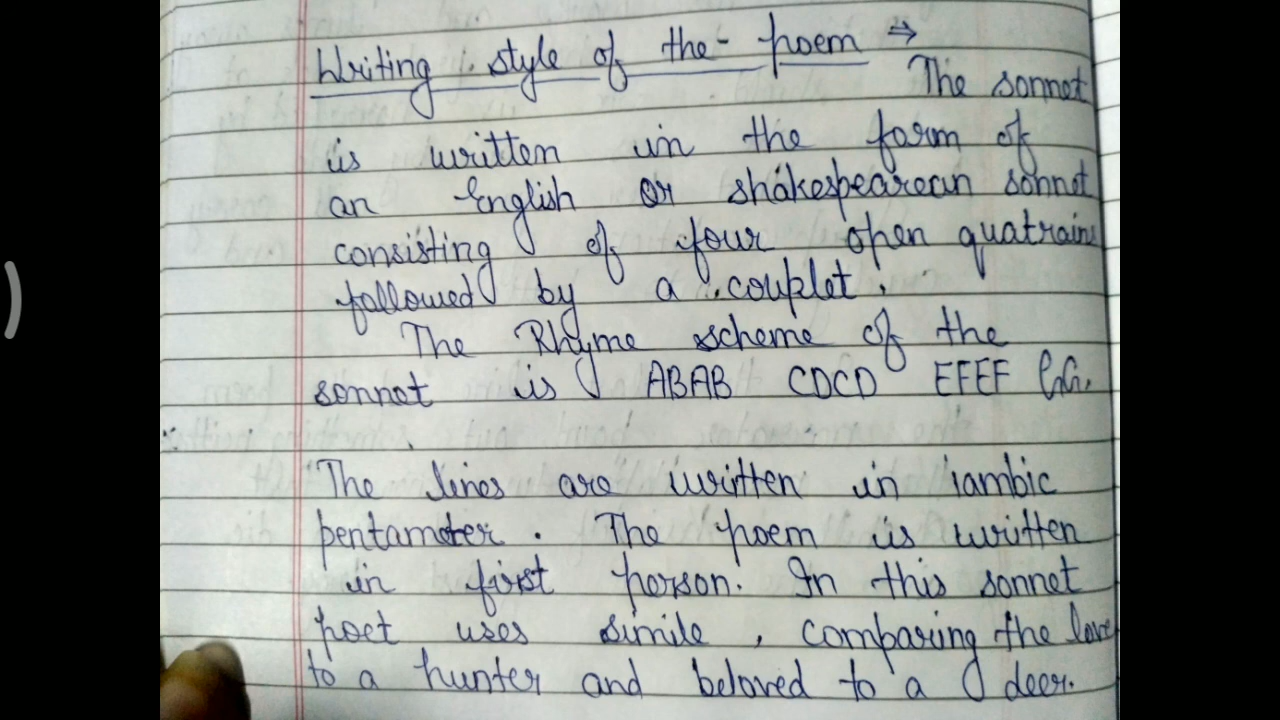 Writing style of the- poem ⇒
The sonnet
is written in the form of
an English or shakespearean sonnet
consisting of four open quatrains
followed by a couplet.
The Rhyme scheme of the
sonnet is ABAB CDCD EFEF GG.
The lines are written in iambic
pentameter. The poem is written
in first person. In this sonnet
poet uses simile, comparing the love
to a hunter and beloved to a deer.